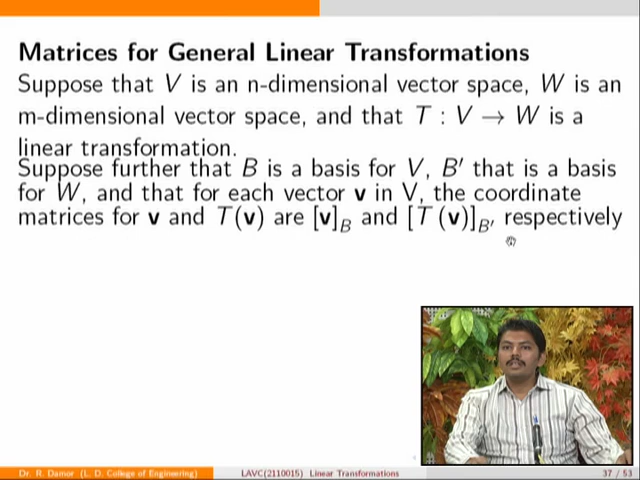 Matrices for General Linear Transformations
Suppose that V is an n-dimensional vector space, W is an
m-dimensional vector space, and that T : V → W is a
linear transformation.
Suppose further that B is a basis for V, B′ that is a basis
for W, and that for each vector v in V, the coordinate
matrices for v and T(v) are [v]_B and [T (v)]_B′ respectively
Dr. R. Damor (L. D. College of Engineering) LAVC(2110015) Linear Transformations 37 / 53